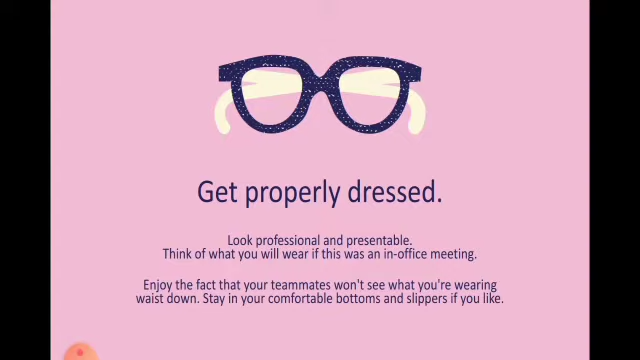 Get properly dressed.
Look professional and presentable.
Think of what you will wear if this was an in-office meeting.
Enjoy the fact that your teammates won't see what you're wearing
waist down. Stay in your comfortable bottoms and slippers if you like.